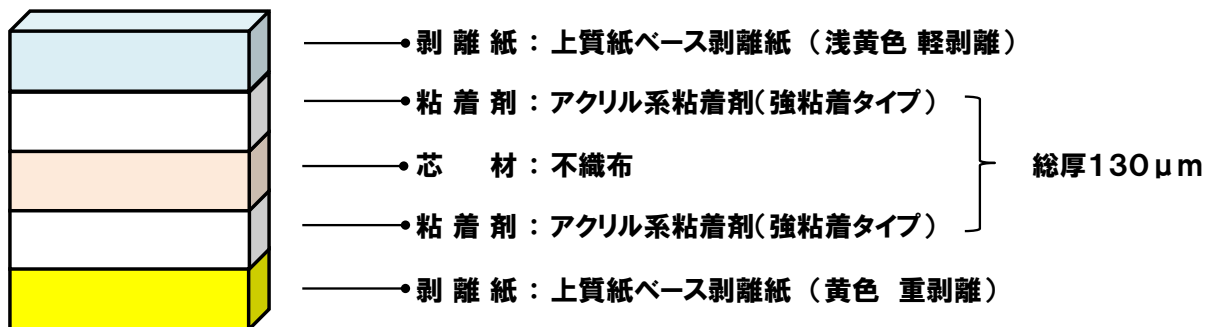 剥 離 紙 : 上質紙ベース剥離紙 (浅黄色 軽剥離)
粘 着 剤 : アクリル系粘着剤(強粘着タイプ)
芯 材 : 不織布
総厚130μm
粘 着 剤 : アクリル系粘着剤(強粘着タイプ)
剥 離 紙 : 上質紙ベース剥離紙 (黄色 重剥離)